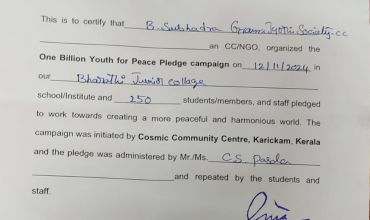 This is to certify that B. Subhadra Grama Jyothi Society-CC
an CC/NGO, organized the
One Billion Youth for Peace Pledge campaign on 12/11/2024 in
our Bharathi Junior collage
school/Institute and 250 students/members, and staff pledged
to work towards creating a more peaceful and harmonious world. The
campaign was initiated by Cosmic Community Centre, Karickam, Kerala
and the pledge was administered by Mr./Ms. C.S.
and repeated by the students and
staff.